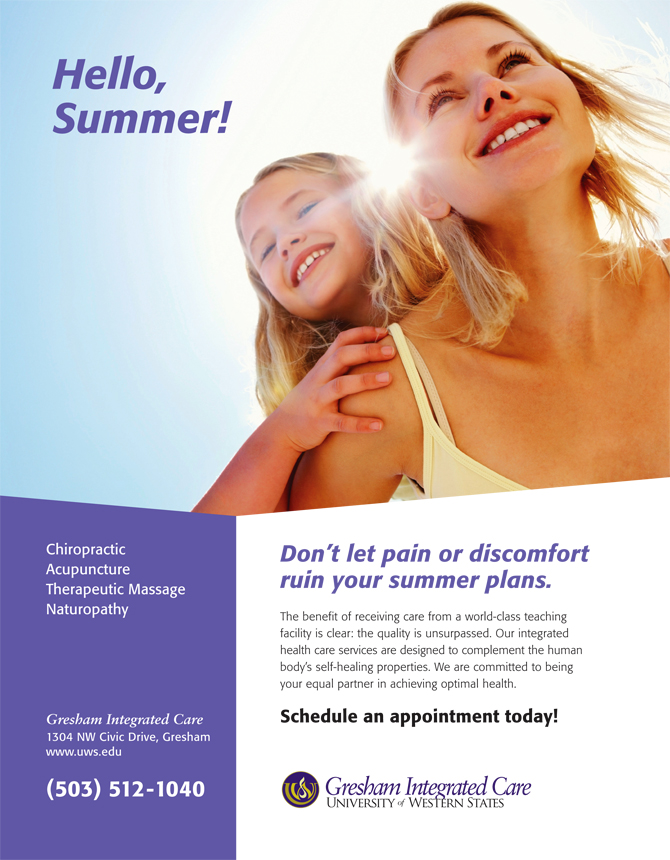 Hello,
Summer!
Chiropractic
Acupuncture
Therapeutic Massage
Naturopathy
Gresham Integrated Care
1304 NW Civic Drive, Gresham
www.uws.edu
(503) 512-1040
Don’t let pain or discomfort
ruin your summer plans.
The benefit of receiving care from a world-class teaching
facility is clear: the quality is unsurpassed. Our integrated
health care services are designed to complement the human
body’s self-healing properties. We are committed to being
your equal partner in achieving optimal health.
Schedule an appointment today!
Gresham Integrated Care
UNIVERSITY of WESTERN STATES